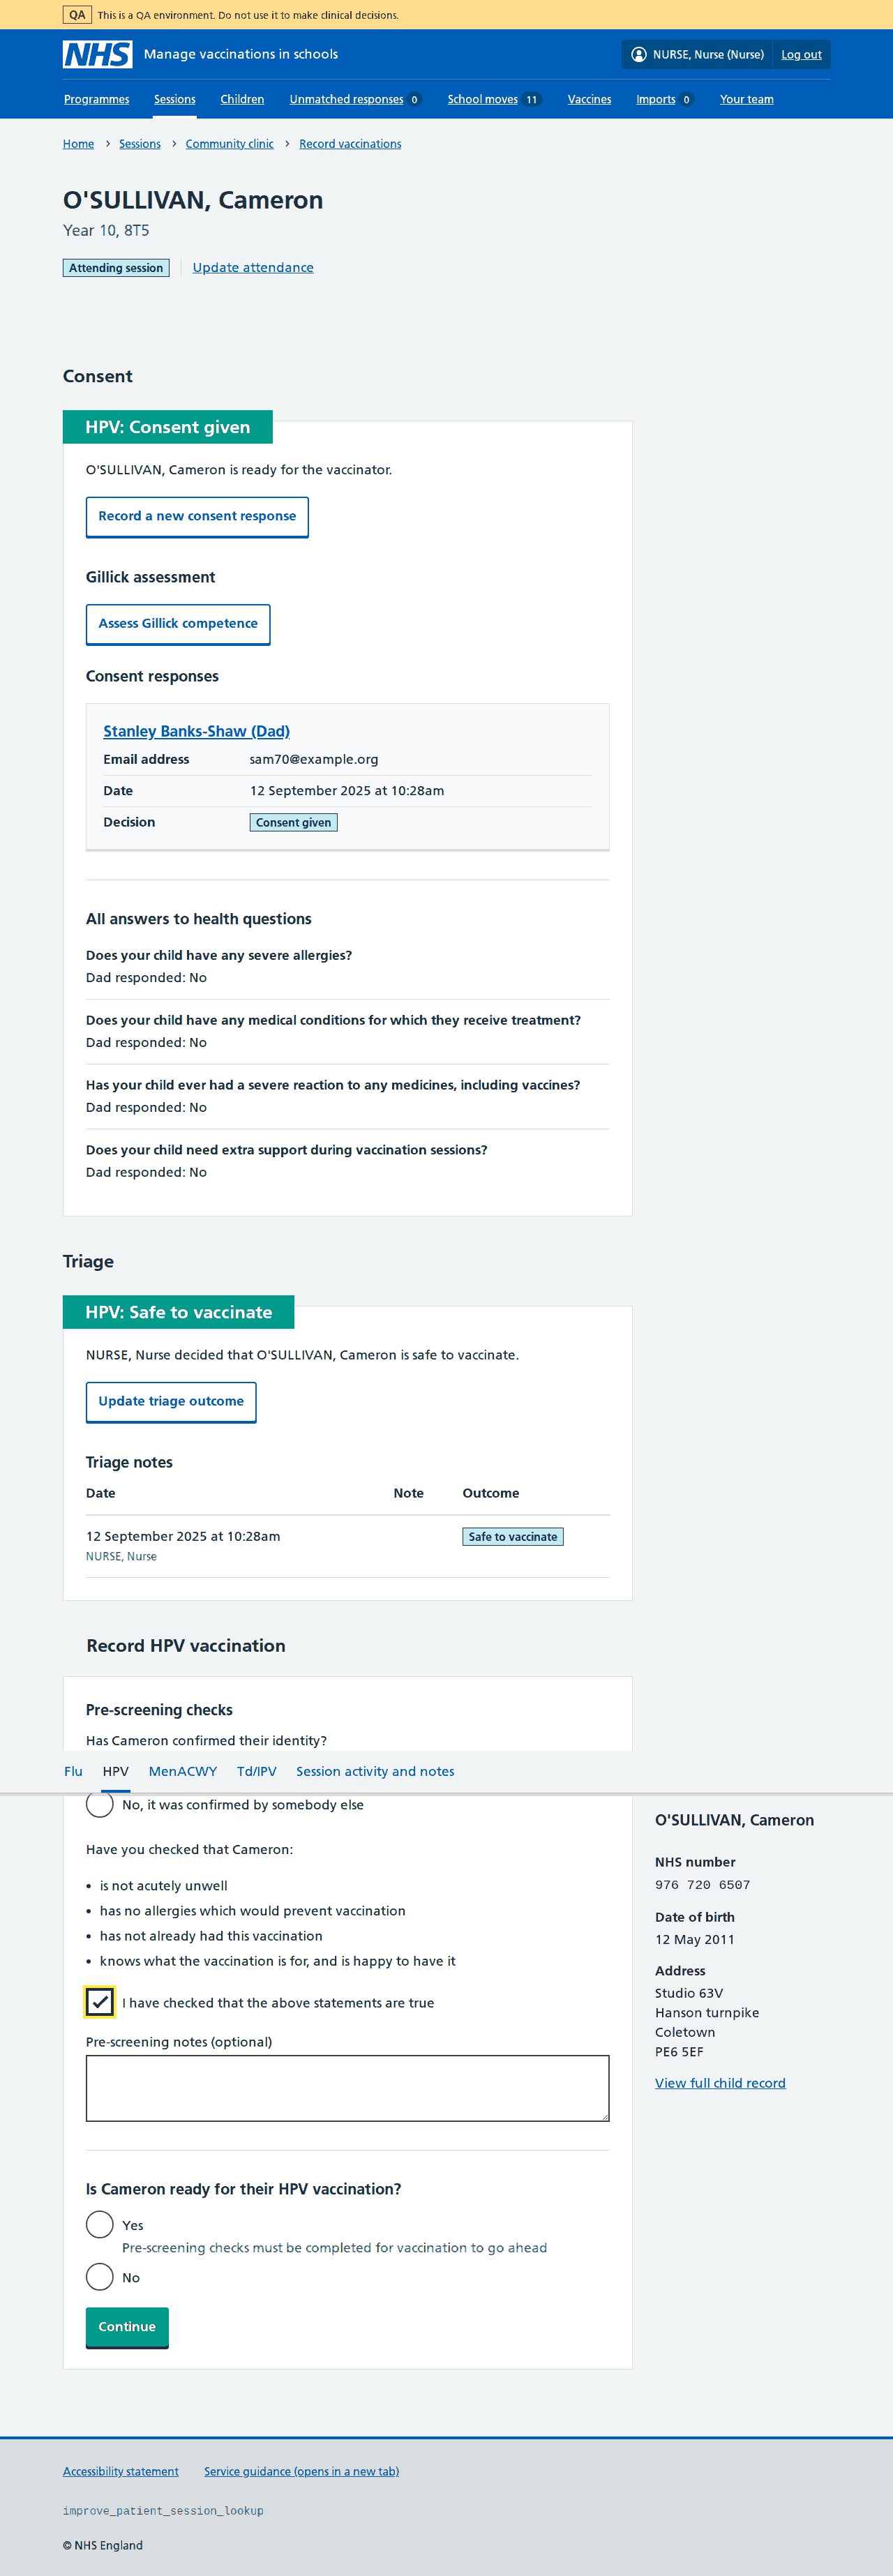 QA This is a QA environment. Do not use it to make clinical decisions.
NHS Manage vaccinations in schools
NURSE, Nurse (Nurse) Log out
Programmes Sessions Children Unmatched responses 0 School moves 11 Vaccines Imports 0 Your team
Home Sessions Community clinic Record vaccinations
O'SULLIVAN, Cameron
Year 10, 8T5
Attending session Update attendance
Consent
HPV: Consent given
O'SULLIVAN, Cameron is ready for the vaccinator.
Record a new consent response
Gillick assessment
Assess Gillick competence
Consent responses
Stanley Banks-Shaw (Dad)
Email address sam70@example.org
Date 12 September 2025 at 10:28am
Decision Consent given
All answers to health questions
Does your child have any severe allergies?
Dad responded: No
Does your child have any medical conditions for which they receive treatment?
Dad responded: No
Has your child ever had a severe reaction to any medicines, including vaccines?
Dad responded: No
Does your child need extra support during vaccination sessions?
Dad responded: No
Triage
HPV: Safe to vaccinate
NURSE, Nurse decided that O'SULLIVAN, Cameron is safe to vaccinate.
Update triage outcome
Triage notes
Date Note Outcome
12 September 2025 at 10:28am Safe to vaccinate
NURSE, Nurse
Record HPV vaccination
Pre-screening checks
Has Cameron confirmed their identity?
Flu HPV MenACWY Td/IPV Session activity and notes
No, it was confirmed by somebody else
Have you checked that Cameron:
is not acutely unwell
has no allergies which would prevent vaccination
has not already had this vaccination
knows what the vaccination is for, and is happy to have it
I have checked that the above statements are true
Pre-screening notes (optional)
Is Cameron ready for their HPV vaccination?
Yes
Pre-screening checks must be completed for vaccination to go ahead
No
Continue
O'SULLIVAN, Cameron
NHS number
976 720 6507
Date of birth
12 May 2011
Address
Studio 63V
Hanson turnpike
Coletown
PE6 5EF
View full child record
Accessibility statement Service guidance (opens in a new tab)
improve_patient_session_lookup
© NHS England